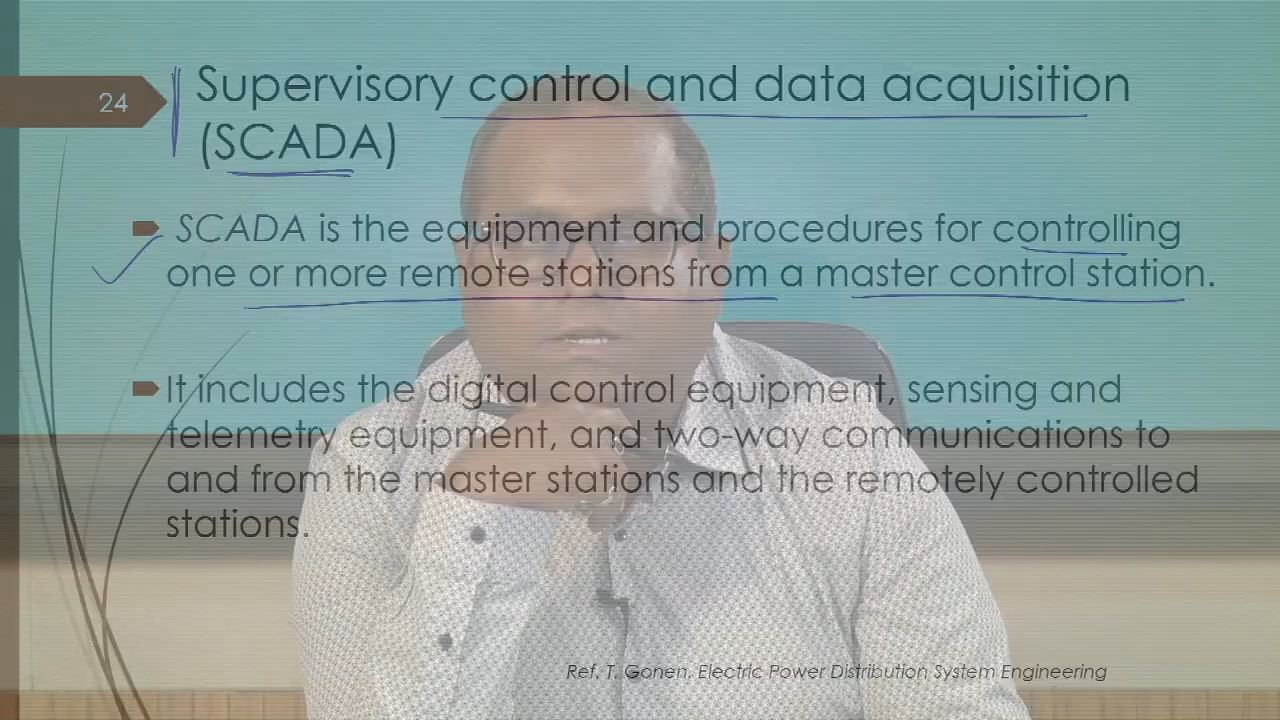 24
Supervisory control and data acquisition
(SCADA)
SCADA is the equipment and procedures for controlling
one or more remote stations from a master control station.
It includes the digital control equipment, sensing and
telemetry equipment, and two-way communications to
and from the master stations and the remotely controlled
stations.
Ref. T. Gonen, Electric Power Distribution System Engineering